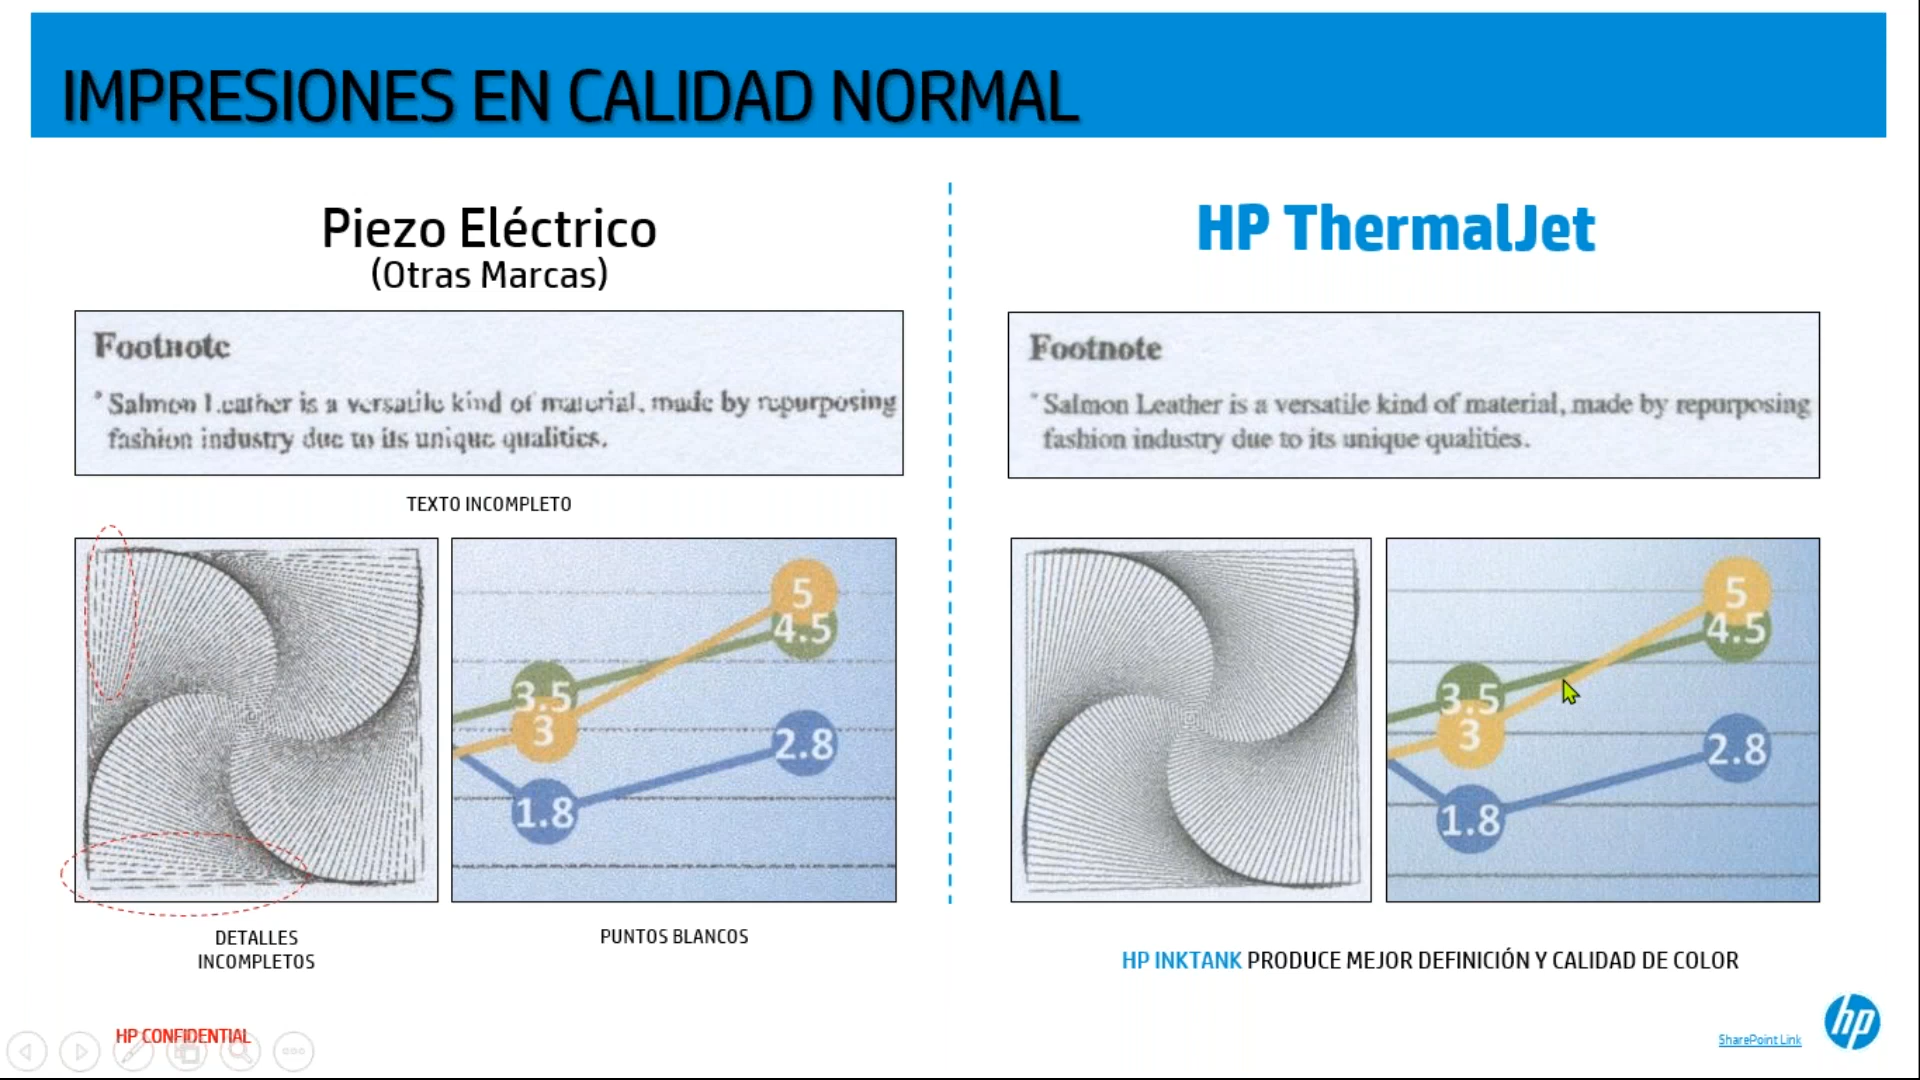 IMPRESIONES EN CALIDAD NORMAL
Piezo Eléctrico
(Otras Marcas)
Footnote
* Salmon Leather is a versatile kind of material, made by repurposing
fashion industry due to its unique qualities.
TEXTO INCOMPLETO
5
4.5
3.5
3
2.8
1.8
DETALLES
INCOMPLETOS
PUNTOS BLANCOS
HP ThermalJet
Footnote
* Salmon Leather is a versatile kind of material, made by repurposing
fashion industry due to its unique qualities.
5
4.5
3.5
3
2.8
1.8
HP INKTANK PRODUCE MEJOR DEFINICIÓN Y CALIDAD DE COLOR
HP CONFIDENTIAL
SharePoint Link
hp